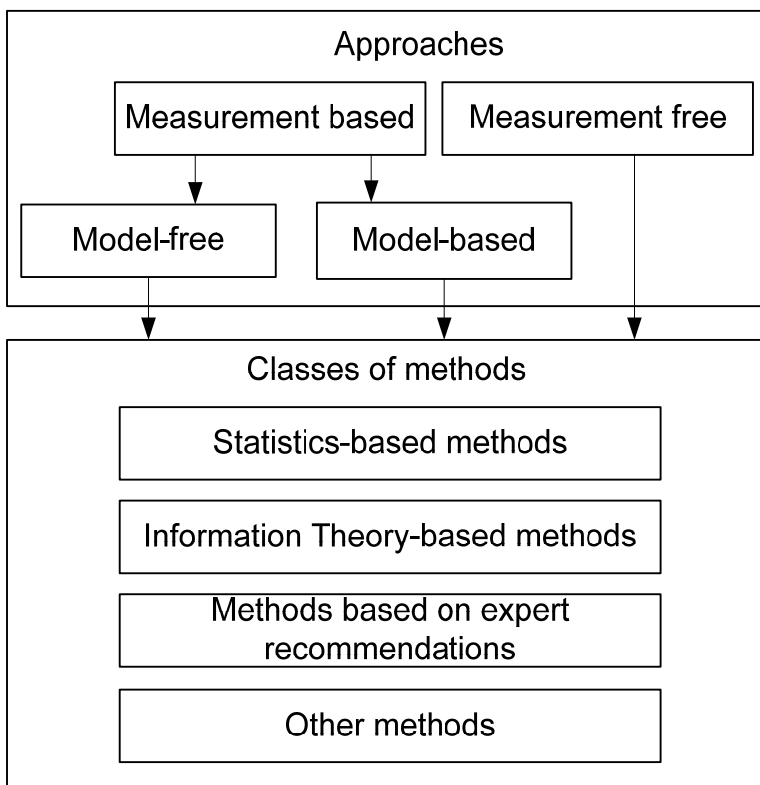 Approaches
Measurement based
Measurement free
Model-free
Model-based
Classes of methods
Statistics-based methods
Information Theory-based methods
Methods based on expert
recommendations
Other methods